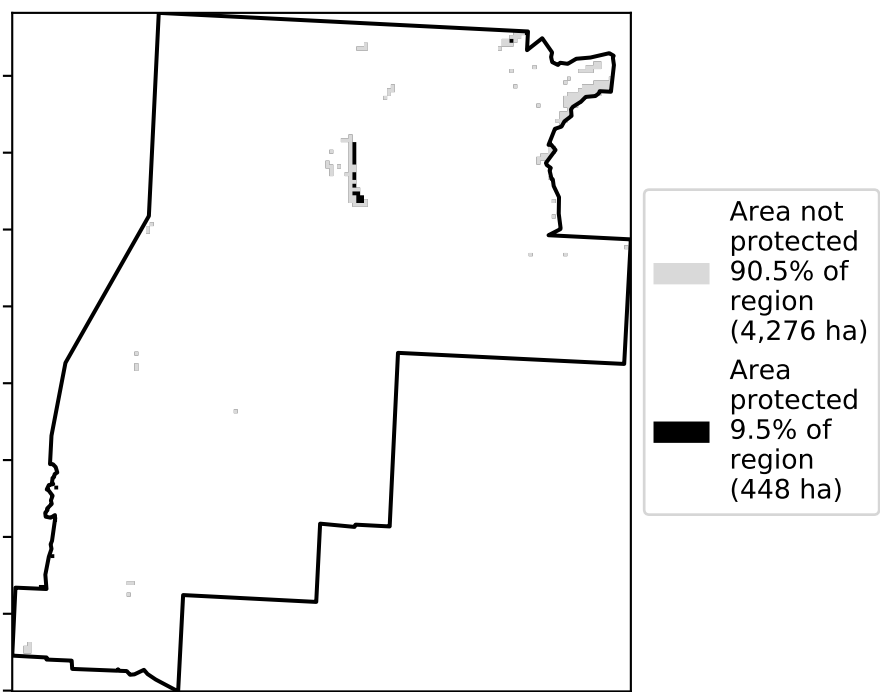 Area not
protected
90.5% of
region
(4,276 ha)
Area
protected
9.5% of
region
(448 ha)